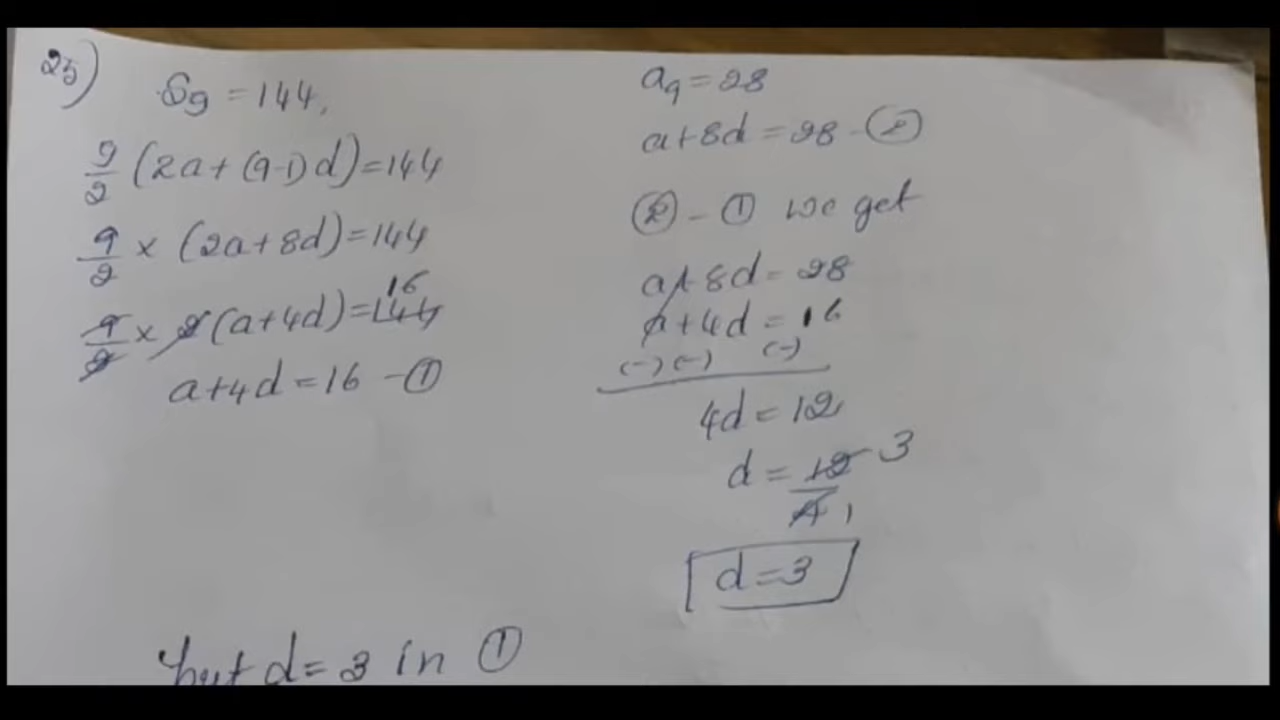 25)
S9 = 144,
9/2 (2a + (9-1)d) = 144
9/2 × (2a + 8d) = 144
9/2 × 2 (a + 4d) = 144 16
a + 4d = 16 - ①
a9 = 28
a + 8d = 28 - ②
② - ① we get
a + 8d = 28
a + 4d = 16
(-) (-) (-)
4d = 12
d = 12/4 3 1
d = 3
put d = 3 in ①